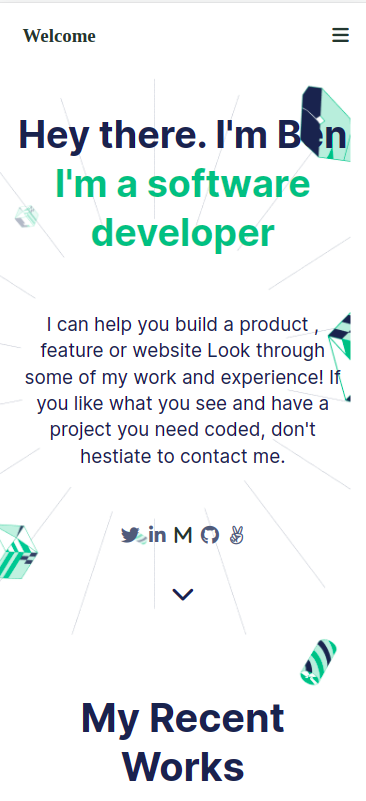 Welcome
Hey there. I'm Ben
I'm a software
developer
I can help you build a product ,
feature or website Look through
some of my work and experience! If
you like what you see and have a
project you need coded, don't
hestiate to contact me.
My Recent
Works